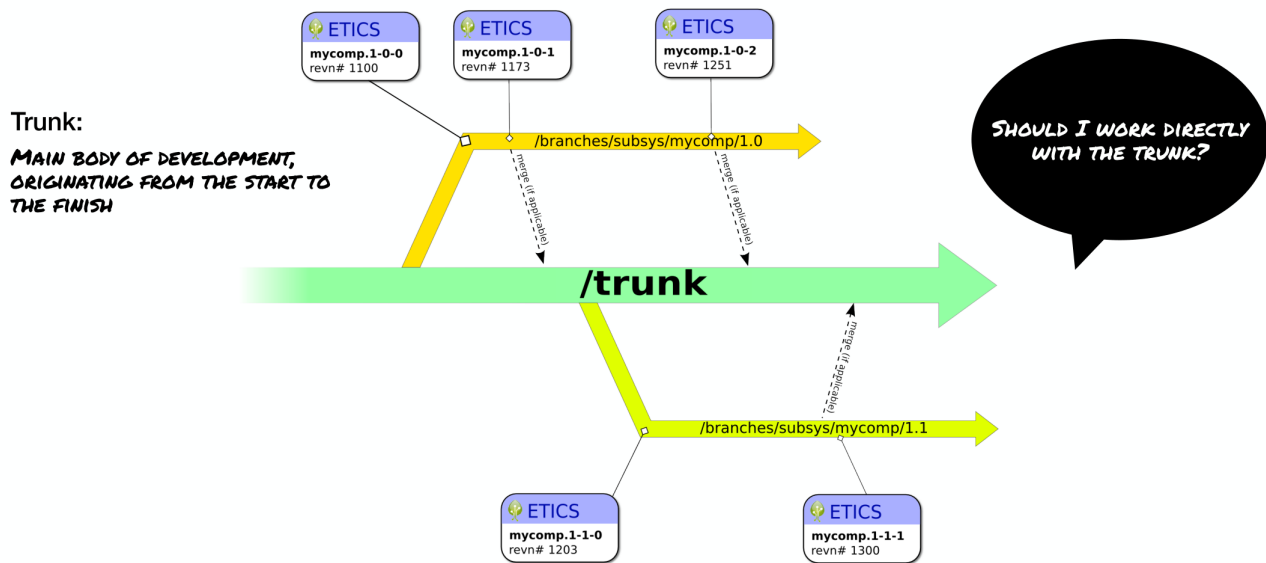 ETICS
mycomp.1-0-0
revn# 1100
ETICS
mycomp.1-0-1
revn# 1173
ETICS
mycomp.1-0-2
revn# 1251
Trunk:
MAIN BODY OF DEVELOPMENT,
ORIGINATING FROM THE START TO
THE FINISH
SHOULD I WORK DIRECTLY
WITH THE TRUNK?
/branches/subsys/mycomp/1.0
merge (if applicable)
merge (if applicable)
/trunk
merge (if applicable)
/branches/subsys/mycomp/1.1
ETICS
mycomp.1-1-0
revn# 1203
ETICS
mycomp.1-1-1
revn# 1300